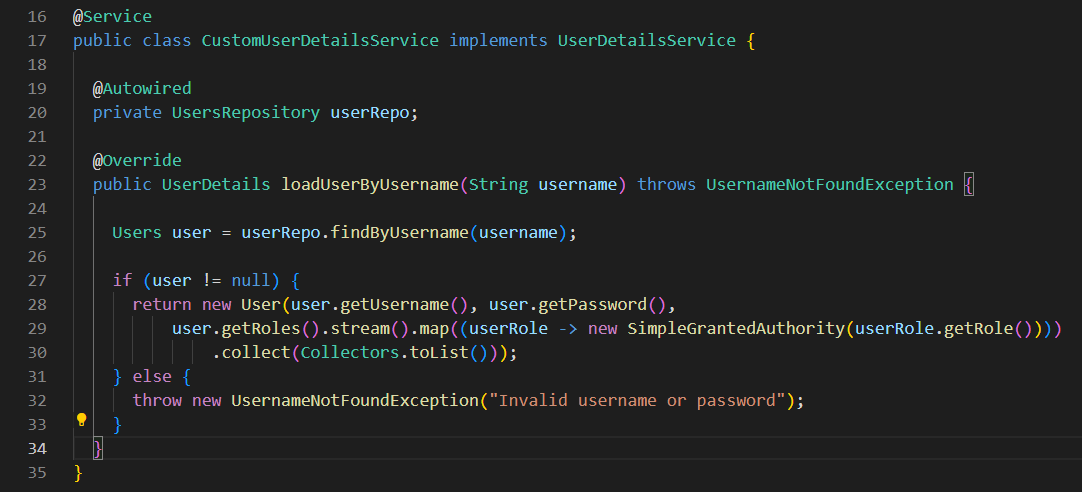 16 @Service
17 public class CustomUserDetailsService implements UserDetailsService {
18
19 @Autowired
20 private UsersRepository userRepo;
21
22 @Override
23 public UserDetails loadUserByUsername(String username) throws UsernameNotFoundException {
24
25 Users user = userRepo.findByUsername(username);
26
27 if (user != null) {
28 return new User(user.getUsername(), user.getPassword(),
29 user.getRoles().stream().map((userRole -> new SimpleGrantedAuthority(userRole.getRole())))
30 .collect(Collectors.toList()));
31 } else {
32 throw new UsernameNotFoundException("Invalid username or password");
33 }
34 }
35 }